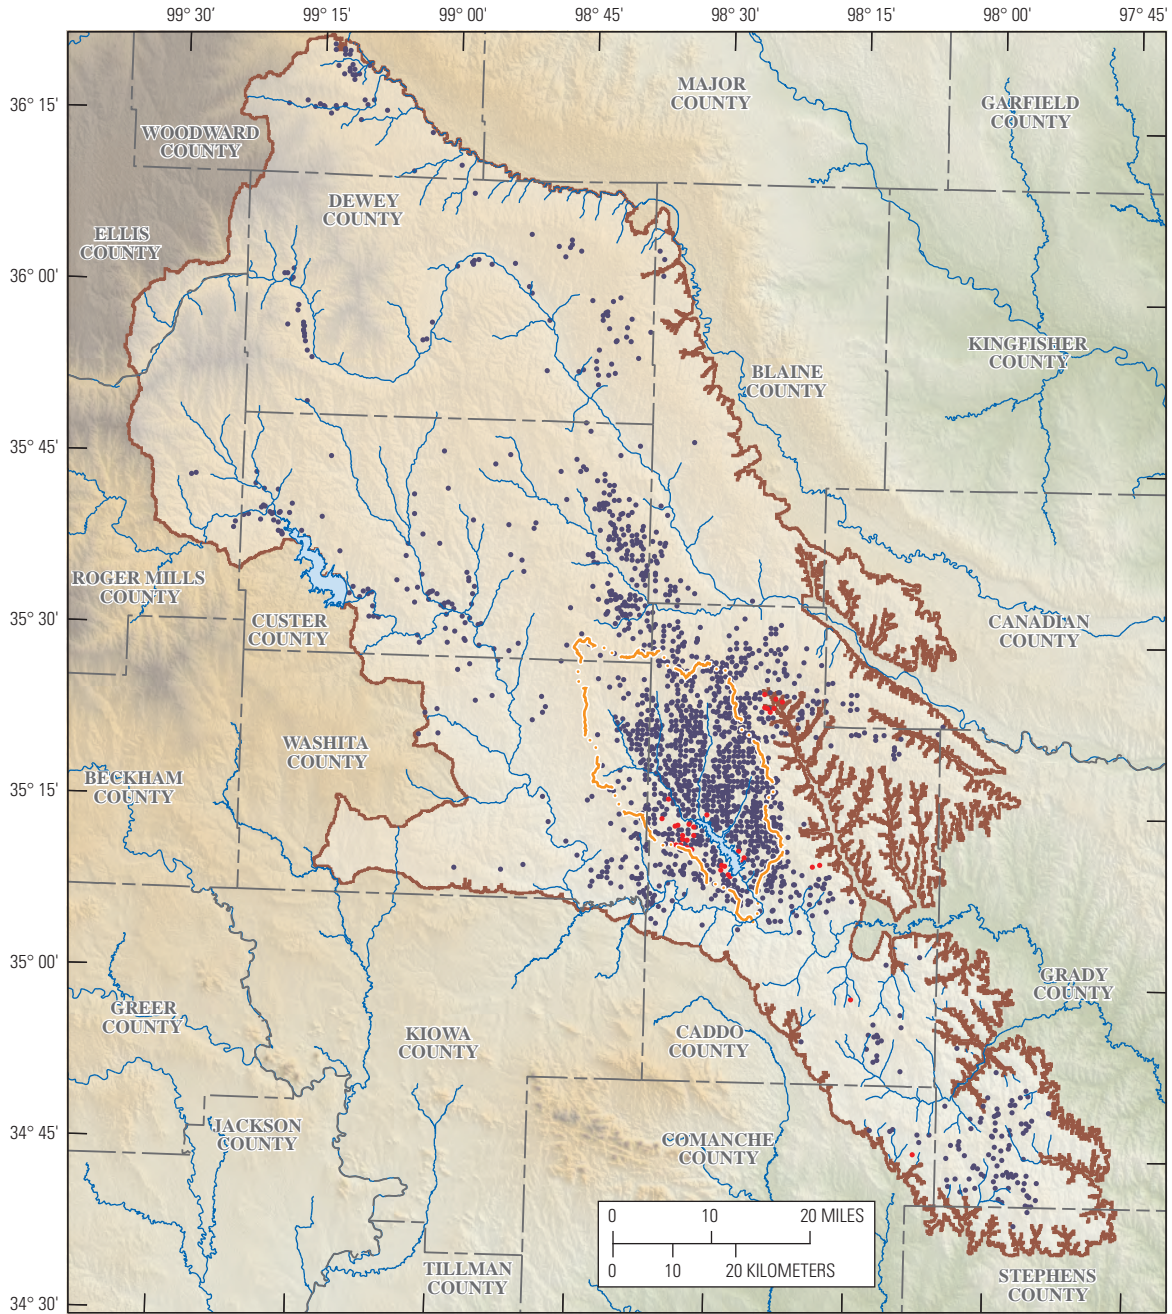 99° 30' 99° 15' 99° 00' 98° 45' 98° 30' 98° 15' 98° 00' 97° 45'
36° 15'
36° 00'
35° 45'
35° 30'
35° 15'
35° 00'
34° 45'
34° 30'
MAJOR
COUNTY
GARFIELD
COUNTY
WOODWARD
COUNTY
DEWEY
COUNTY
ELLIS
COUNTY
KINGFISHER
COUNTY
BLAINE
COUNTY
ROGER MILLS
COUNTY
CUSTER
COUNTY
CANADIAN
COUNTY
WASHITA
COUNTY
BECKHAM
COUNTY
GRADY
COUNTY
GREER
COUNTY
KIOWA
COUNTY
CADDO
COUNTY
JACKSON
COUNTY
COMANCHE
COUNTY
TILLMAN
COUNTY
STEPHENS
COUNTY
0 10 20 MILES
0 10 20 KILOMETERS